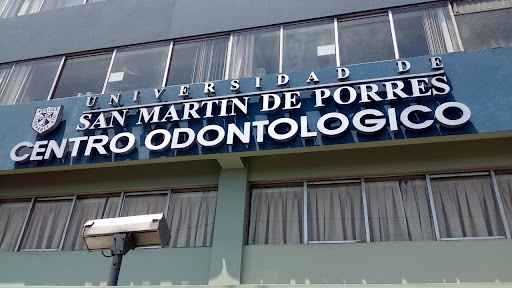 UNIVERSIDAD DE
SAN MARTIN DE PORRES
CENTRO ODONTOLOGICO